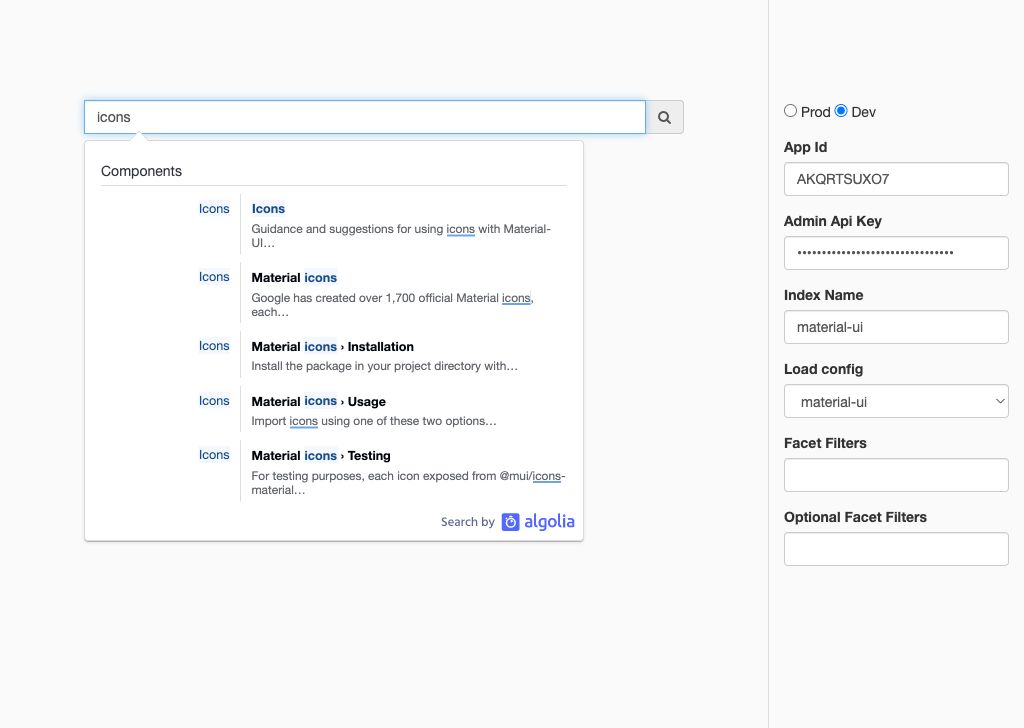 icons
Components
Icons
Icons
Guidance and suggestions for using icons with Material-
UI…
Icons
Material icons
Google has created over 1,700 official Material icons,
each…
Icons
Material icons › Installation
Install the package in your project directory with…
Icons
Material icons › Usage
Import icons using one of these two options…
Icons
Material icons › Testing
For testing purposes, each icon exposed from @mui/icons-
material…
Search by algolia
Prod Dev
App Id
AKQRTSUXO7
Admin Api Key
•••••••••••••••••••••••••••••••
Index Name
material-ui
Load config
material-ui
Facet Filters
Optional Facet Filters